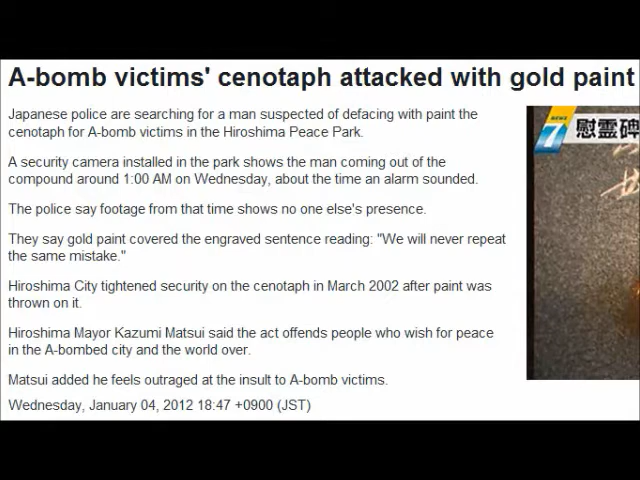 A-bomb victims' cenotaph attacked with gold paint
Japanese police are searching for a man suspected of defacing with paint the
cenotaph for A-bomb victims in the Hiroshima Peace Park.
A security camera installed in the park shows the man coming out of the
compound around 1:00 AM on Wednesday, about the time an alarm sounded.
The police say footage from that time shows no one else's presence.
They say gold paint covered the engraved sentence reading: "We will never repeat
the same mistake."
Hiroshima City tightened security on the cenotaph in March 2002 after paint was
thrown on it.
Hiroshima Mayor Kazumi Matsui said the act offends people who wish for peace
in the A-bombed city and the world over.
Matsui added he feels outraged at the insult to A-bomb victims.
Wednesday, January 04, 2012 18:47 +0900 (JST)
NEWS
7
慰霊碑